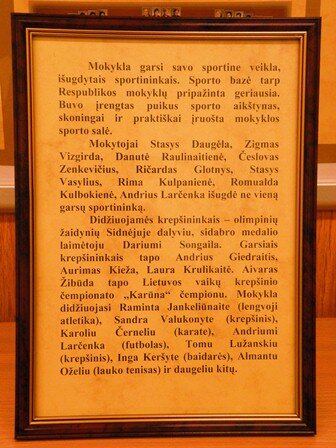 Mokykla garsi savo sportine veikla,
išugdytais sportininkais. Sporto bazė tarp
Respublikos mokyklų pripažinta geriausia.
Buvo įrengtas puikus sporto aikštynas,
skoningai ir praktiškai įruošta mokyklos
sporto salė.
Mokytojai Stasys Daugėla, Zigmas
Vizgirda, Danutė Raulinaitienė, Česlovas
Zenkevičius, Ričardas Glotnys, Stasys
Vasylius, Rima Kulpanienė, Romualda
Kulbokienė, Andrius Larčenka išugdė ne vieną
garsų sportininką.
Didžiuojamės krepšininkais – olimpinių
žaidynių Sidnėjuje dalyviu, sidabro medalio
laimėtoju Dariumi Songaila. Garsiais
krepšininkais tapo Andrius Giedraitis,
Aurimas Kieža, Laura Krulikaitė. Aivaras
Žibūda tapo Lietuvos vaikų krepšinio
čempionato „Karūna” čempionu. Mokykla
didžiuojasi Raminta Jankeliūnaite (lengvoji
atletika), Sandra Valukonyte (krepšinis),
Karoliu Černeliu (karate), Andriumi
Larčenka (futbolas), Tomu Lužanskiu
(krepšinis), Inga Keršyte (baidarės), Almantu
Oželiu (lauko tenisas) ir daugeliu kitų.